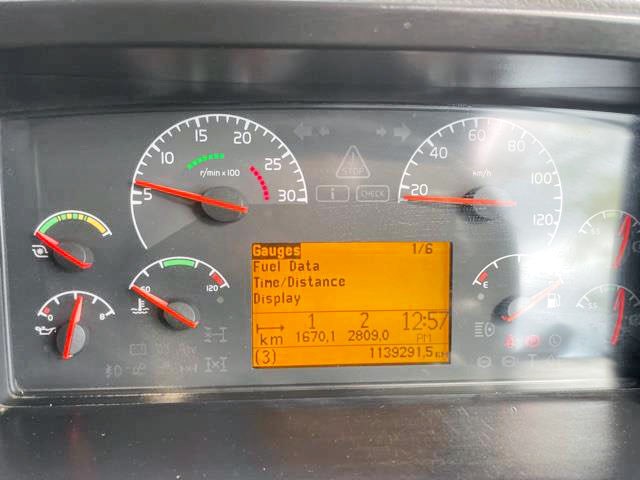 15 20
10 25
5 30
r/min x 100
STOP
i CHECK
60 80
40 100
20 120
km/h
Gauges 1/6
Fuel Data
Time/Distance
Display
1 2 12:57
km 1670,1 2809,0 PM
(3) 1139291,5 KM
60 120
0 8
E